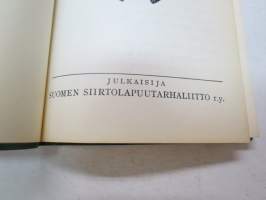 JULKAISIJA
SUOMEN SIIRTOLAPUUTARHALIITTO r.y.